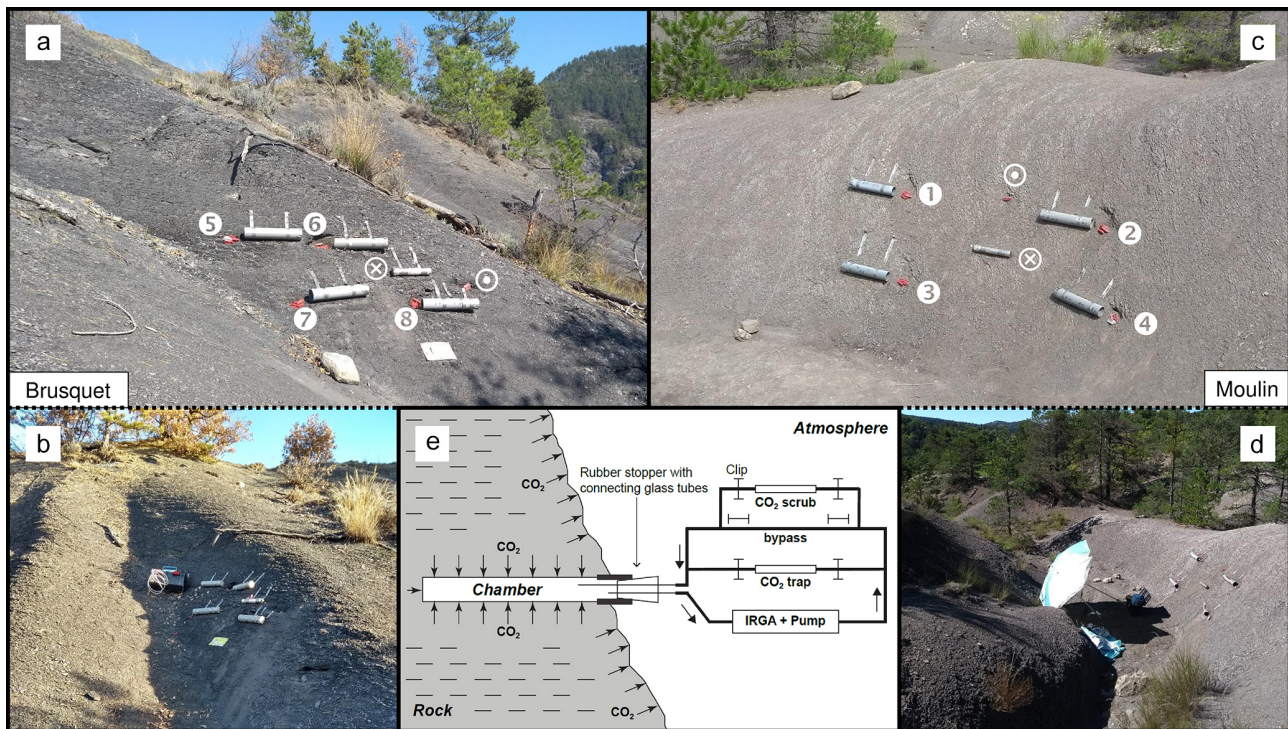 a
5
6
7
8
Brusquet
c
1
2
3
4
Moulin
b
e
Atmosphere
Rubber stopper with
connecting glass tubes
Clip
CO₂ scrub
bypass
CO₂ trap
IRGA + Pump
CO₂
CO₂
Chamber
CO₂
Rock
CO₂
d